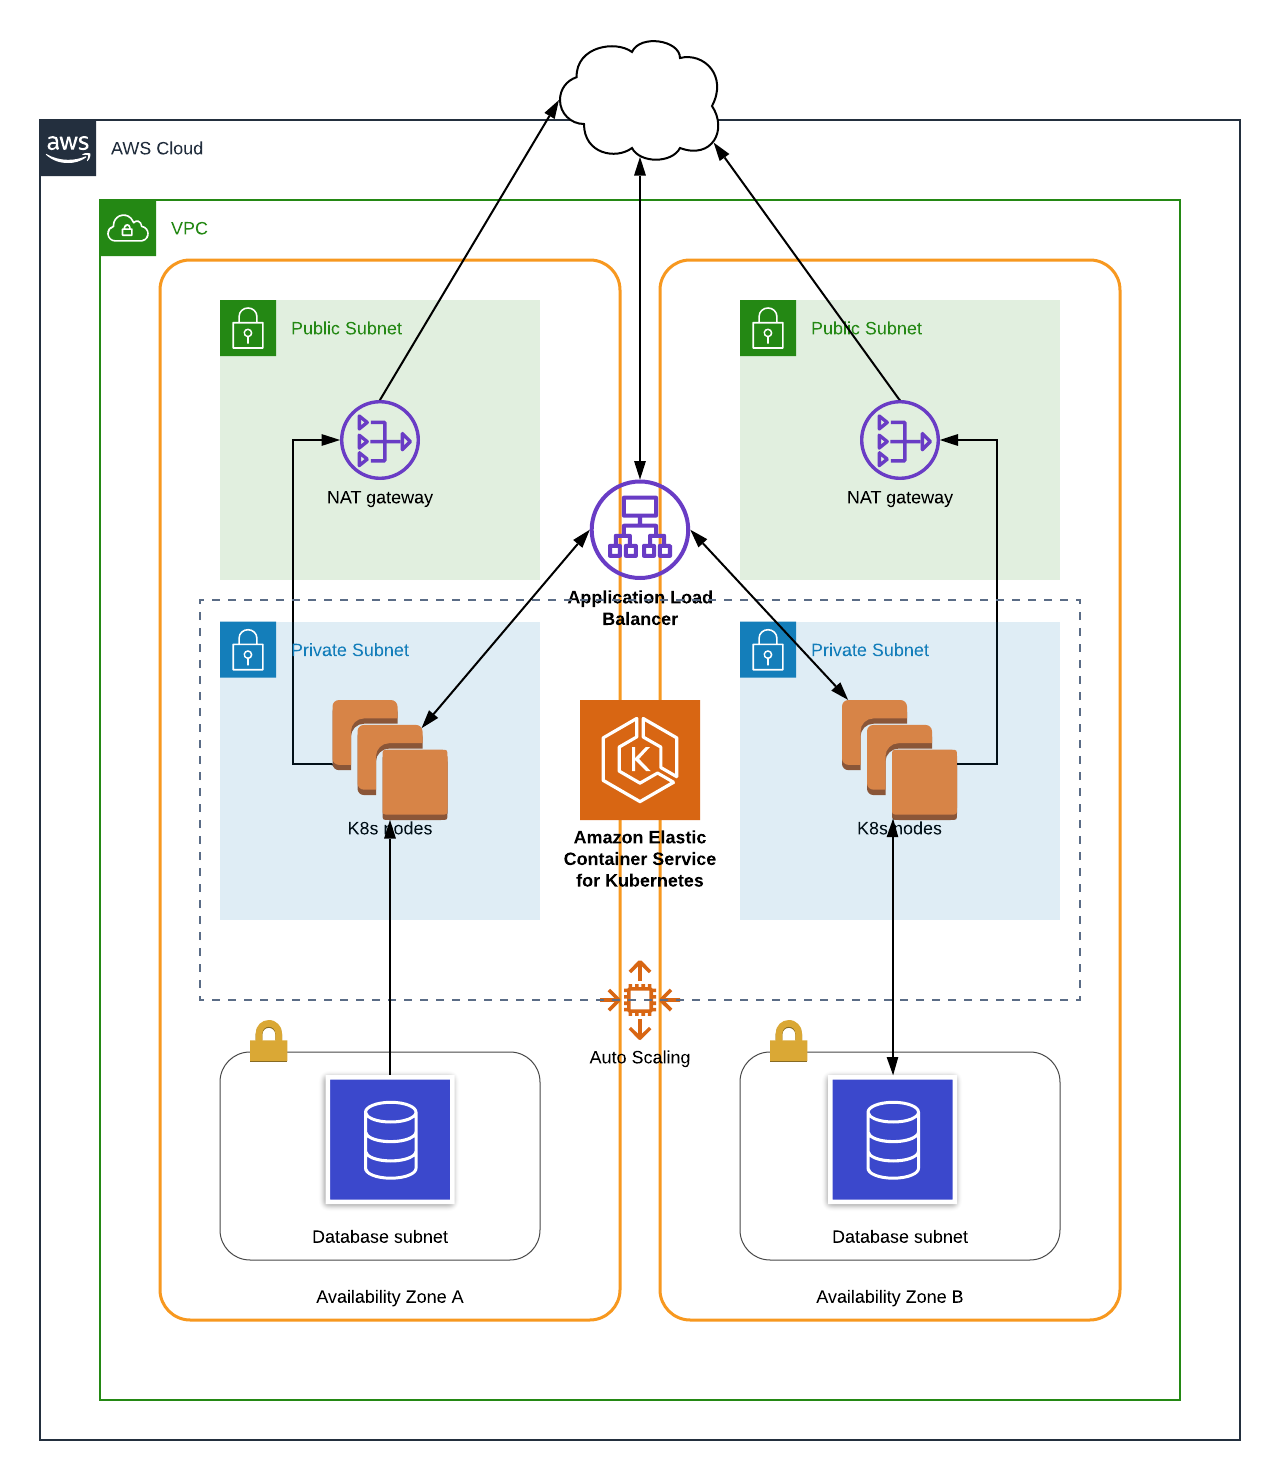 aws
AWS Cloud
VPC
Public Subnet
Public Subnet
NAT gateway
NAT gateway
Application Load
Balancer
Private Subnet
Private Subnet
K
K8s nodes
K8s nodes
Amazon Elastic
Container Service
for Kubernetes
Auto Scaling
Database subnet
Database subnet
Availability Zone A
Availability Zone B